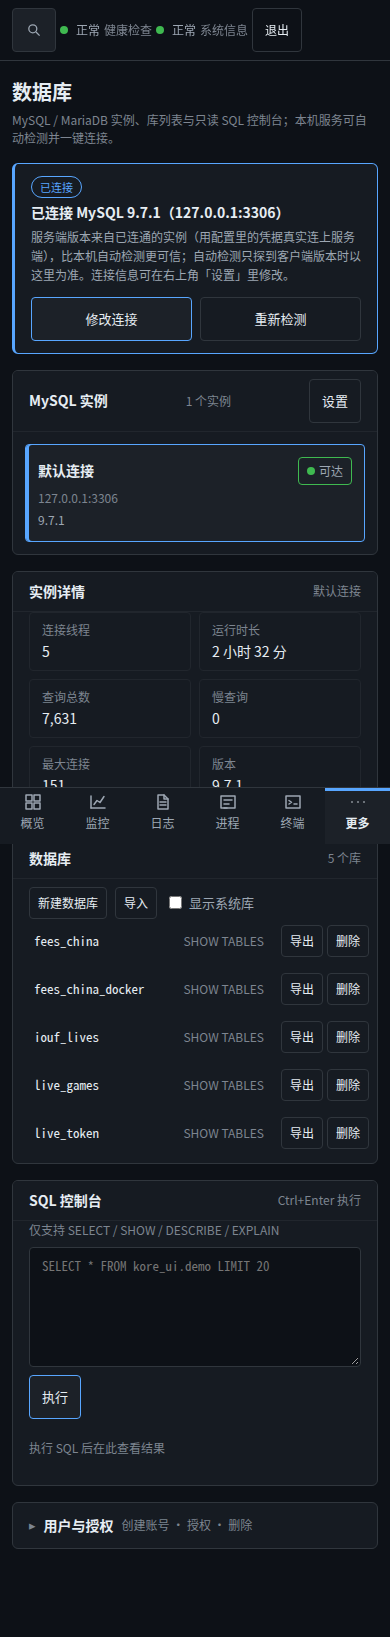 正常 健康检查 正常 系统信息 退出
数据库
MySQL / MariaDB 实例、库列表与只读 SQL 控制台；本机服务可自
动检测并一键连接。
已连接
已连接 MySQL 9.7.1（127.0.0.1:3306）
服务端版本来自已连通的实例（用配置里的凭据真实连上服务
端），比本机自动检测更可信；自动检测只探到客户端版本时以
这里为准。连接信息可在右上角「设置」里修改。
修改连接 重新检测
MySQL 实例 1 个实例 设置
默认连接 可达
127.0.0.1:3306
9.7.1
实例详情 默认连接
连接线程 运行时长
5 2 小时 32 分
查询总数 慢查询
7,631 0
最大连接 版本
151 9.7.1
概览 监控 日志 进程 终端 更多
数据库 5 个库
新建数据库 导入 显示系统库
fees_china SHOW TABLES 导出 删除
fees_china_docker SHOW TABLES 导出 删除
iouf_lives SHOW TABLES 导出 删除
live_games SHOW TABLES 导出 删除
live_token SHOW TABLES 导出 删除
SQL 控制台 Ctrl+Enter 执行
仅支持 SELECT / SHOW / DESCRIBE / EXPLAIN
SELECT * FROM kore_ui.demo LIMIT 20
执行
执行 SQL 后在此查看结果
▸ 用户与授权 创建账号 · 授权 · 删除